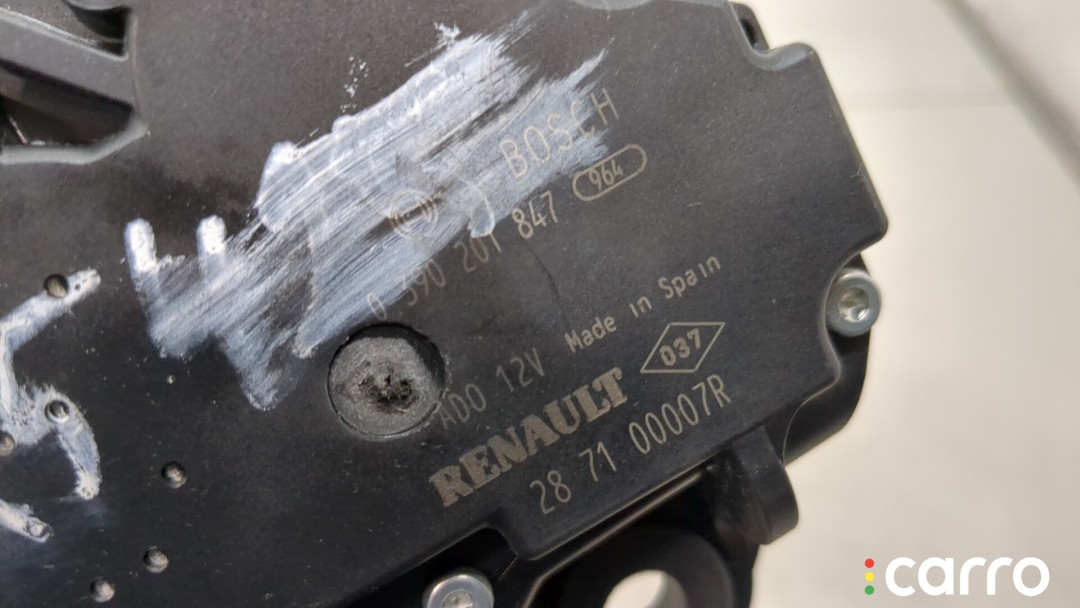 BOSCH
0 390 201 847 964
ADO 12V Made in Spain
RENAULT 037
28 71 00007R
carro